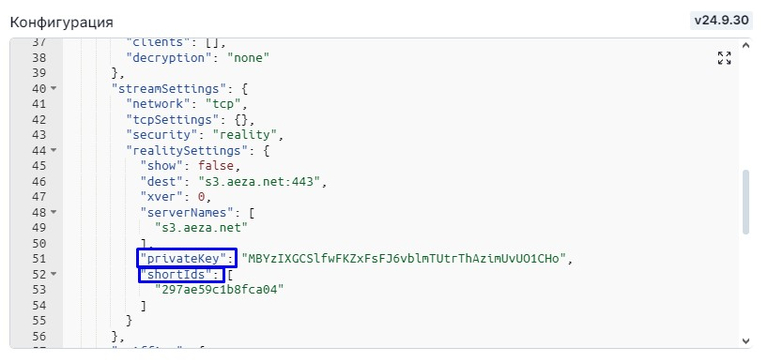 Конфигурация
v24.9.30
37 "clients": [],
38 "decryption": "none"
39 },
40 "streamSettings": {
41 "network": "tcp",
42 "tcpSettings": {},
43 "security": "reality",
44 "realitySettings": {
45 "show": false,
46 "dest": "s3.aeza.net:443",
47 "xver": 0,
48 "serverNames": [
49 "s3.aeza.net"
50 ],
51 "privateKey": "MBYzIXGCSlfwFKZxFsFJ6vblmTUtrThAzimUvUO1CHo",
52 "shortIds": [
53 "297ae59c1b8fca04"
54 ]
55 }
56 },